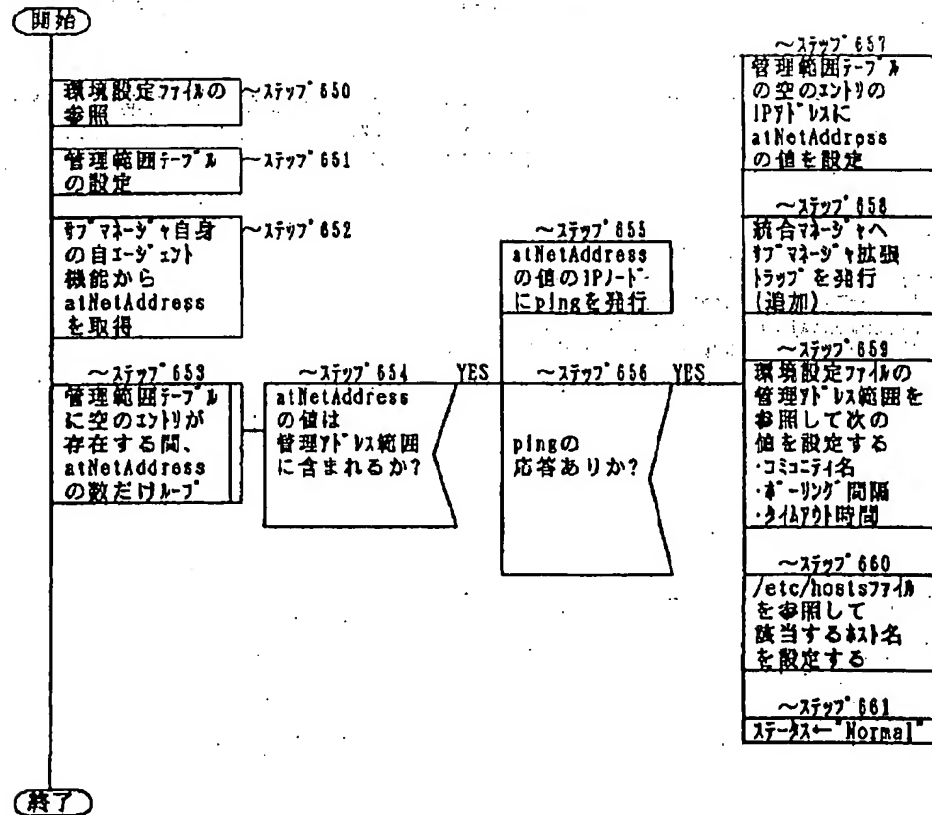 開始
環境設定ファイルの
参照
～ステップ650
管理範囲テーブル
の設定
～ステップ651
サブマネージャ自身
の自エージェント
機能から
atNetAddress
を取得
～ステップ652
～ステップ653
管理範囲テーブル
に空のエントリが
存在する間、
atNetAddress
の数だけループ
～ステップ654
YES
atNetAddress
の値は
管理アドレス範囲
に含まれるか？
～ステップ655
atNetAddress
の値のIPノード
にpingを発行
～ステップ656
YES
pingの
応答ありか？
～ステップ657
管理範囲テーブル
の空のエントリの
IPアドレスに
atNetAddress
の値を設定
～ステップ658
統合マネージャへ
サブマネージャ拡張
トラップを発行
(追加)
～ステップ659
環境設定ファイルの
管理アドレス範囲を
参照して次の
値を設定する
・コミュニティ名
・ポーリング間隔
・タイムアウト時間
～ステップ660
/etc/hostsファイル
を参照して
該当するホスト名
を設定する
～ステップ661
ステータス←"Normal"
終了